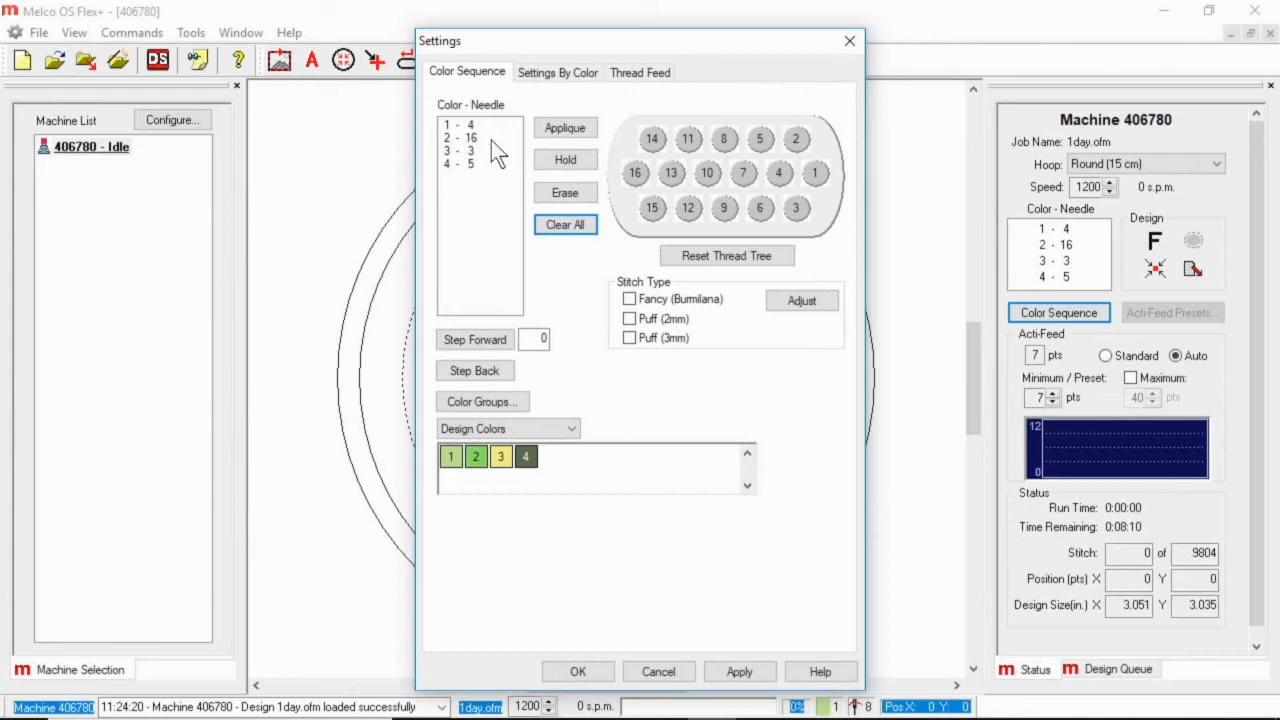 Melco OS Flex+ - [406780]
File View Commands Tools Window Help
DS
?
A
Machine List
Configure...
406780 - Idle
Machine Selection
Settings
Color Sequence
Settings By Color
Thread Feed
Color - Needle
1 - 4
2 - 16
3 - 3
4 - 5
Applique
Hold
Erase
Clear All
14 11 8 5 2
16 13 10 7 4 1
15 12 9 6 3
Reset Thread Tree
Stitch Type
Fancy (Burmilana)
Adjust
Puff (2mm)
Puff (3mm)
Step Forward
0
Step Back
Color Groups...
Design Colors
1 2 3 4
OK
Cancel
Apply
Help
Machine 406780
Job Name: 1day.ofm
Hoop: Round (15 cm)
Speed: 1200 0 s.p.m.
Color - Needle
1 - 4
2 - 16
3 - 3
4 - 5
Design
F
Color Sequence
Acti-Feed Presets...
Acti-Feed
7 pts
Standard
Auto
Minimum / Preset:
Maximum:
7 pts
40 pts
12
0
Status
Run Time: 0:00:00
Time Remaining: 0:08:10
Stitch: 0 of 9804
Position (pts) X 0 Y 0
Design Size(in.) X 3.051 Y 3.035
m Status
m Design Queue
Machine 406780
11:24:20 - Machine 406780 - Design 1day.ofm loaded successfully
1day.ofm
1200
0 s.p.m.
0%
1
8
Pos X: 0 Y: 0